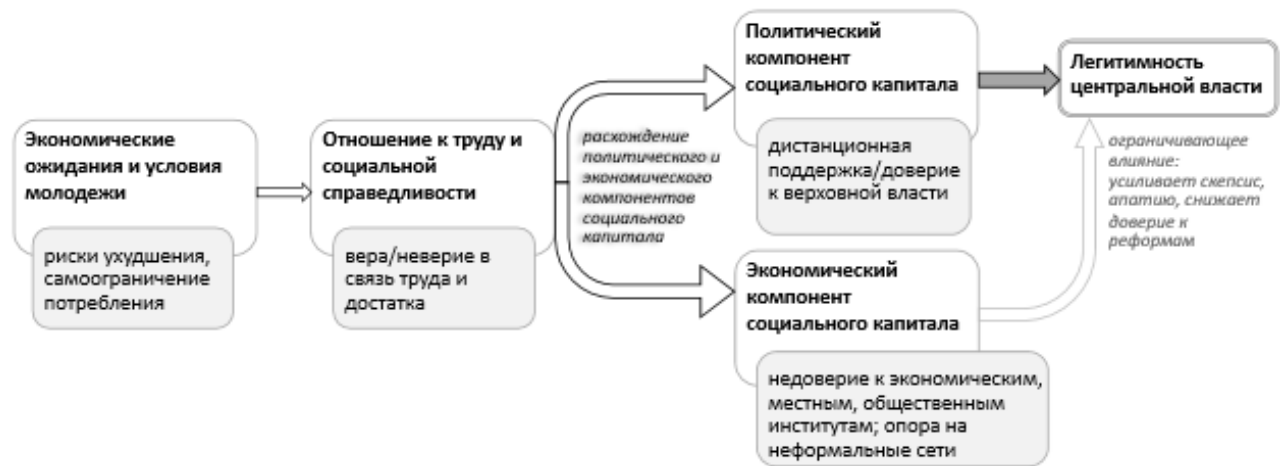 Экономические
ожидания и условия
молодежи
риски ухудшения,
самоограничение
потребления
Отношение к труду и
социальной
справедливости
вера/неверие в
связь труда и
достатка
расхождение
политического и
экономического
компонентов
социального
капитала
Политический
компонент
социального капитала
дистанционная
поддержка/доверие
к верховной власти
Экономический
компонент
социального капитала
недоверие к экономическим,
местным, общественным
институтам; опора на
неформальные сети
Легитимность
центральной власти
ограничивающее
влияние:
усиливает скепсис,
апатию, снижает
доверие к
реформам